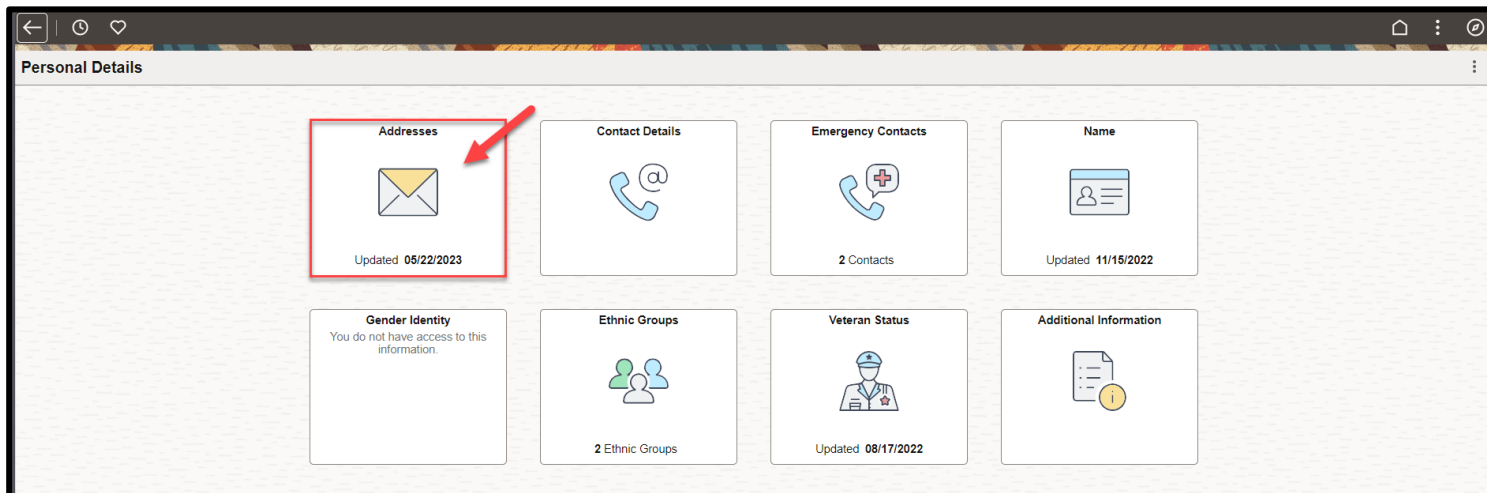 Personal Details
Addresses
Updated 05/22/2023
Contact Details
@
Emergency Contacts
2 Contacts
Name
Updated 11/15/2022
Gender Identity
You do not have access to this
information.
Ethnic Groups
2 Ethnic Groups
Veteran Status
Updated 08/17/2022
Additional Information
i